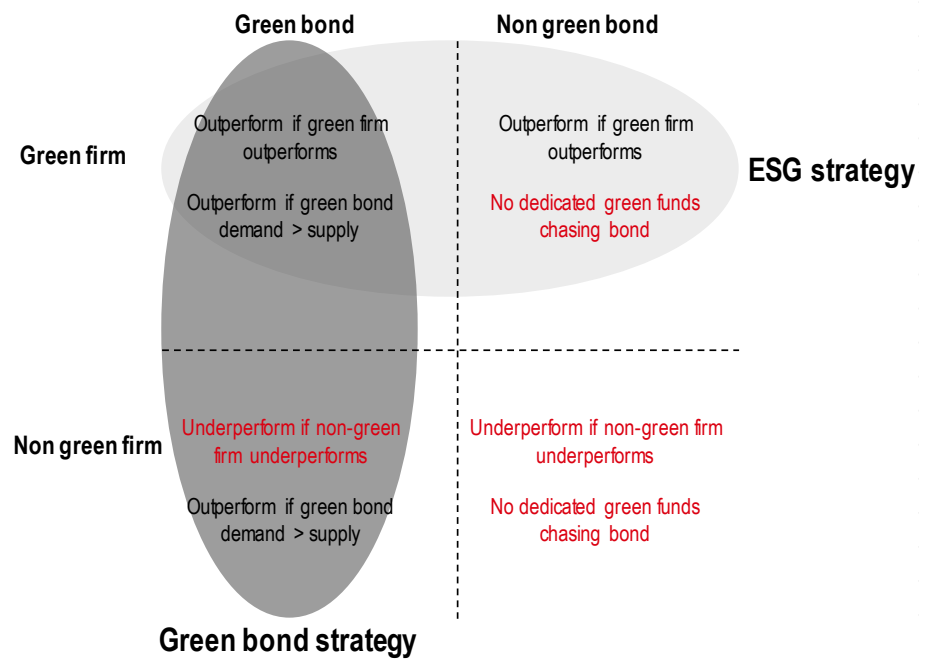 Green bond
Non green bond
Green firm
Outperform if green firm
outperforms
Outperform if green bond
demand > supply
Outperform if green firm
outperforms
No dedicated green funds
chasing bond
ESG strategy
Non green firm
Underperform if non-green
firm underperforms
Outperform if green bond
demand > supply
Underperform if non-green firm
underperforms
No dedicated green funds
chasing bond
Green bond strategy